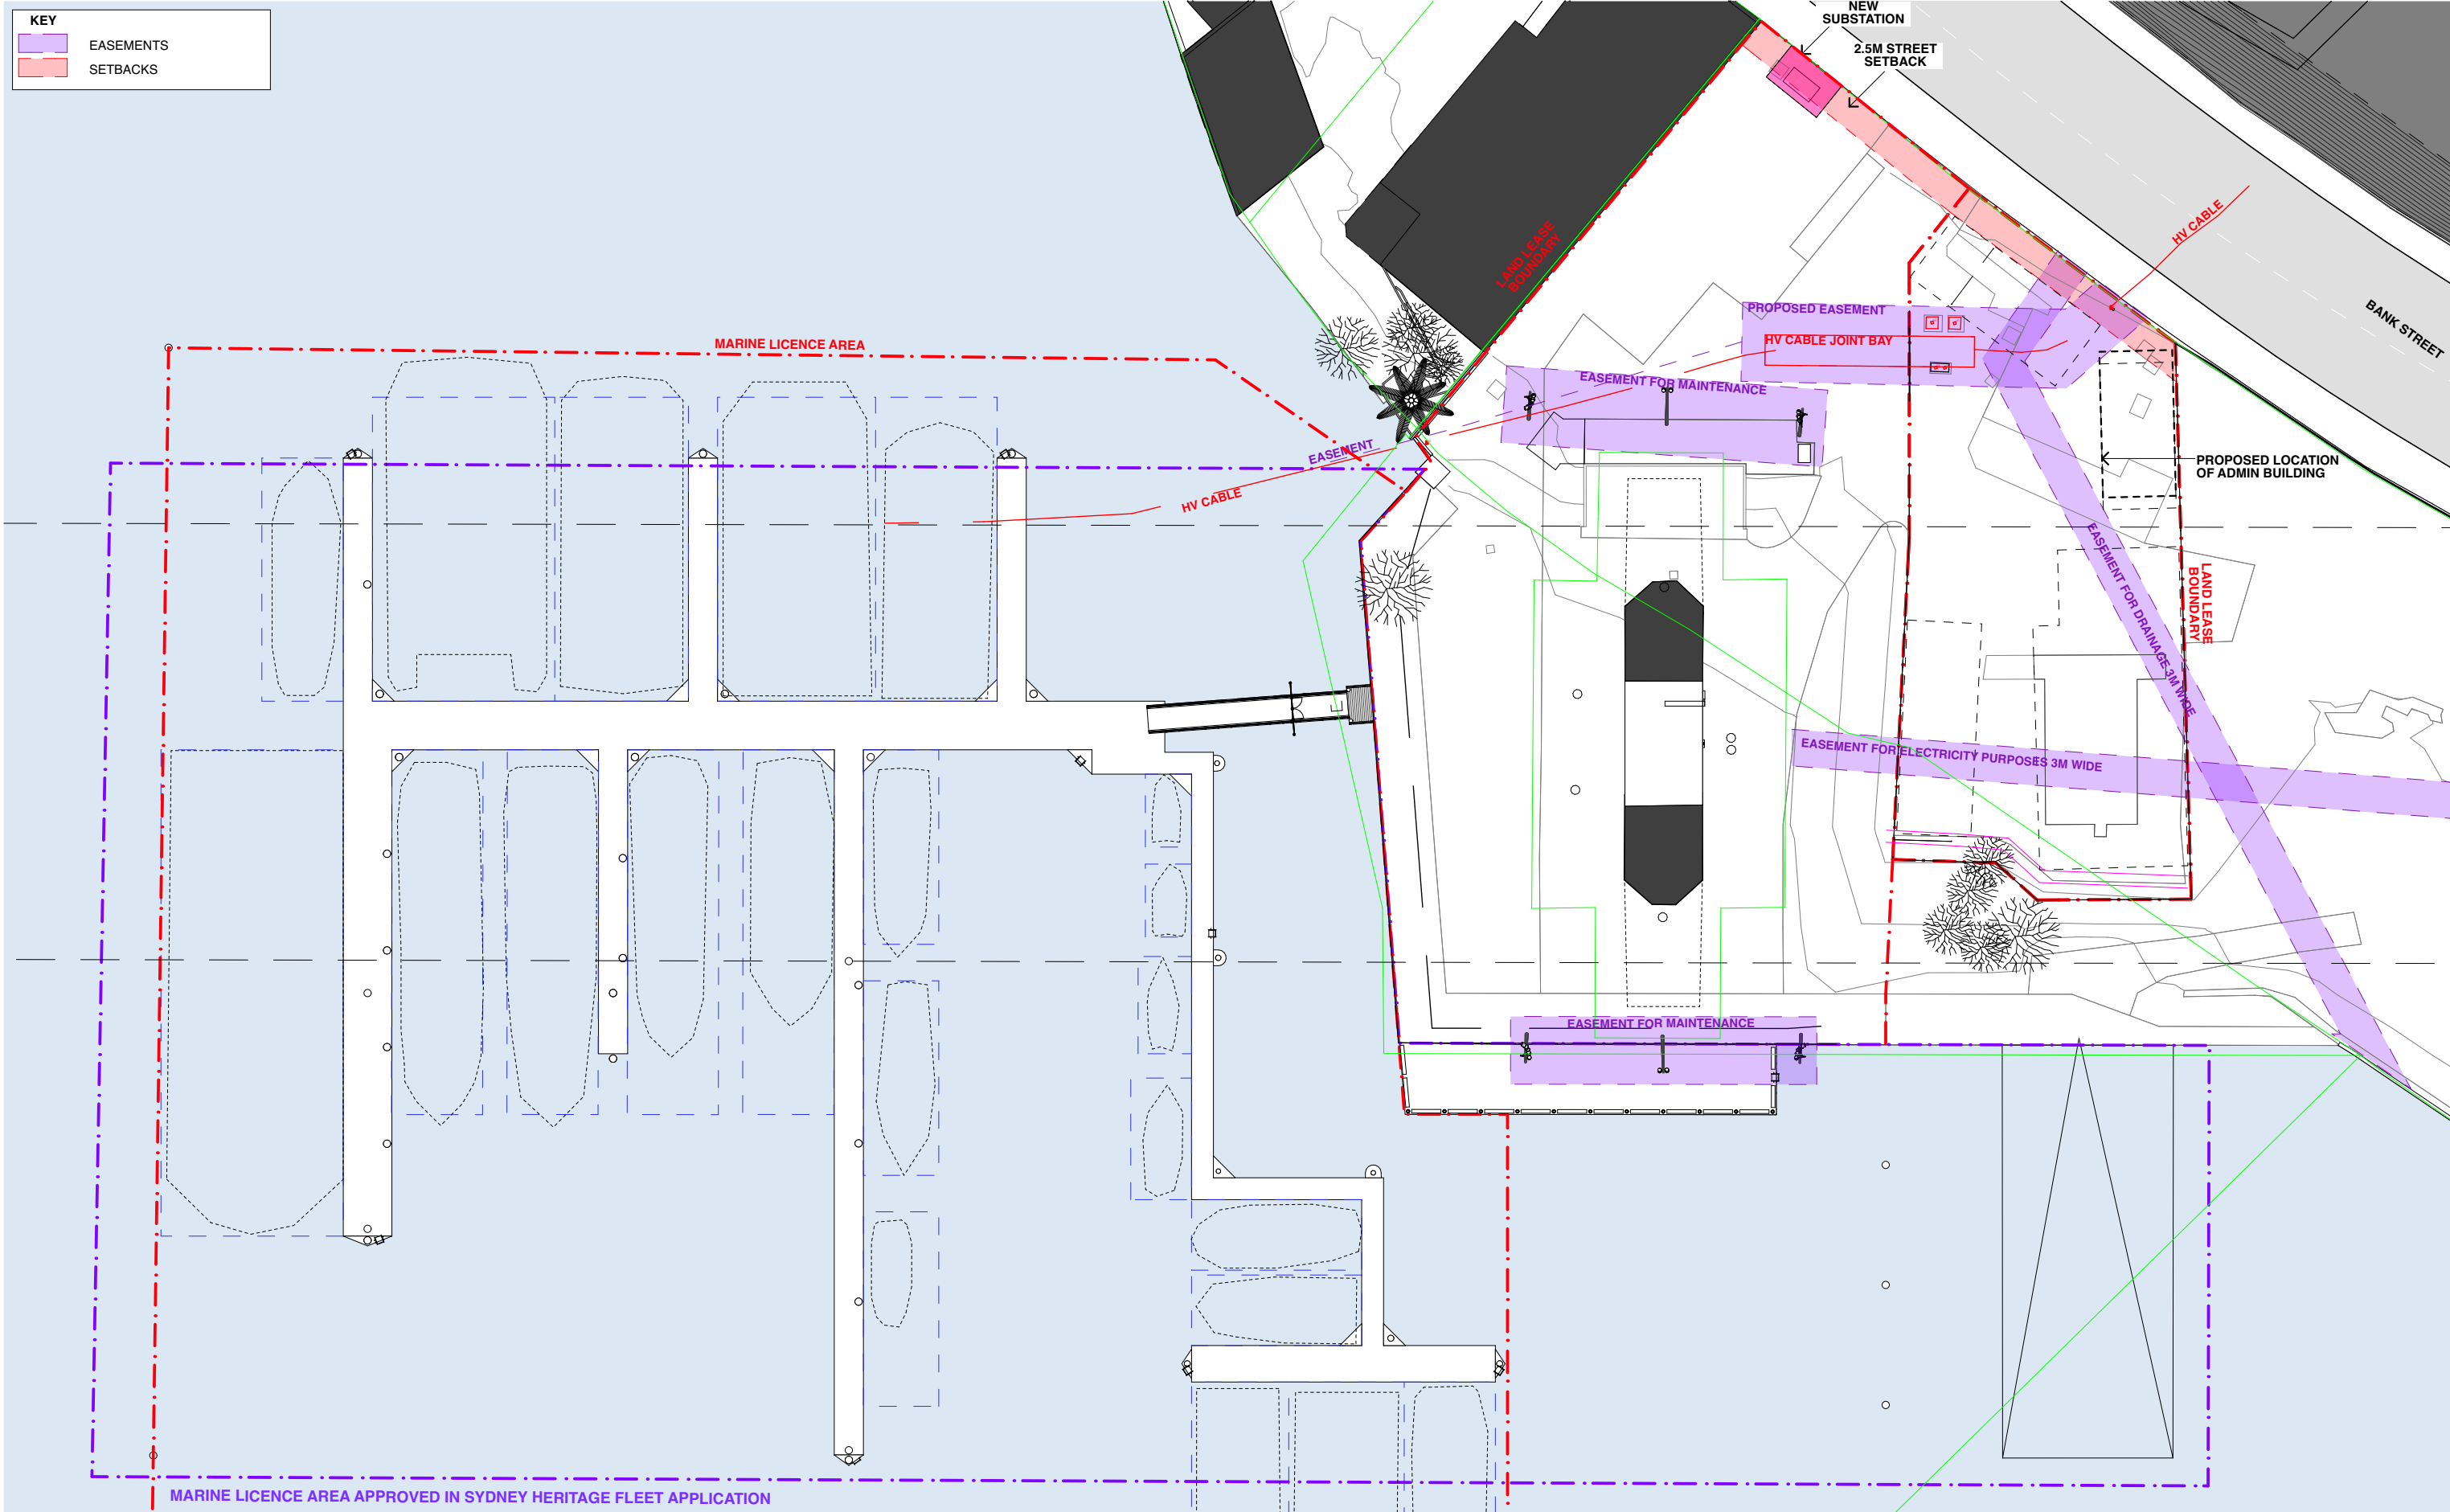 KEY
EASEMENTS
SETBACKS
NEW
SUBSTATION
2.5M STREET
SETBACK
HV CABLE
BANK STREET
LAND LEASE
BOUNDARY
PROPOSED EASEMENT
HV CABLE JOINT BAY
MARINE LICENCE AREA
EASEMENT FOR MAINTENANCE
EASEMENT
HV CABLE
PROPOSED LOCATION
OF ADMIN BUILDING
EASEMENT FOR DRAINAGE 3M WIDE
LAND LEASE
BOUNDARY
EASEMENT FOR ELECTRICITY PURPOSES 3M WIDE
EASEMENT FOR MAINTENANCE
MARINE LICENCE AREA APPROVED IN SYDNEY HERITAGE FLEET APPLICATION